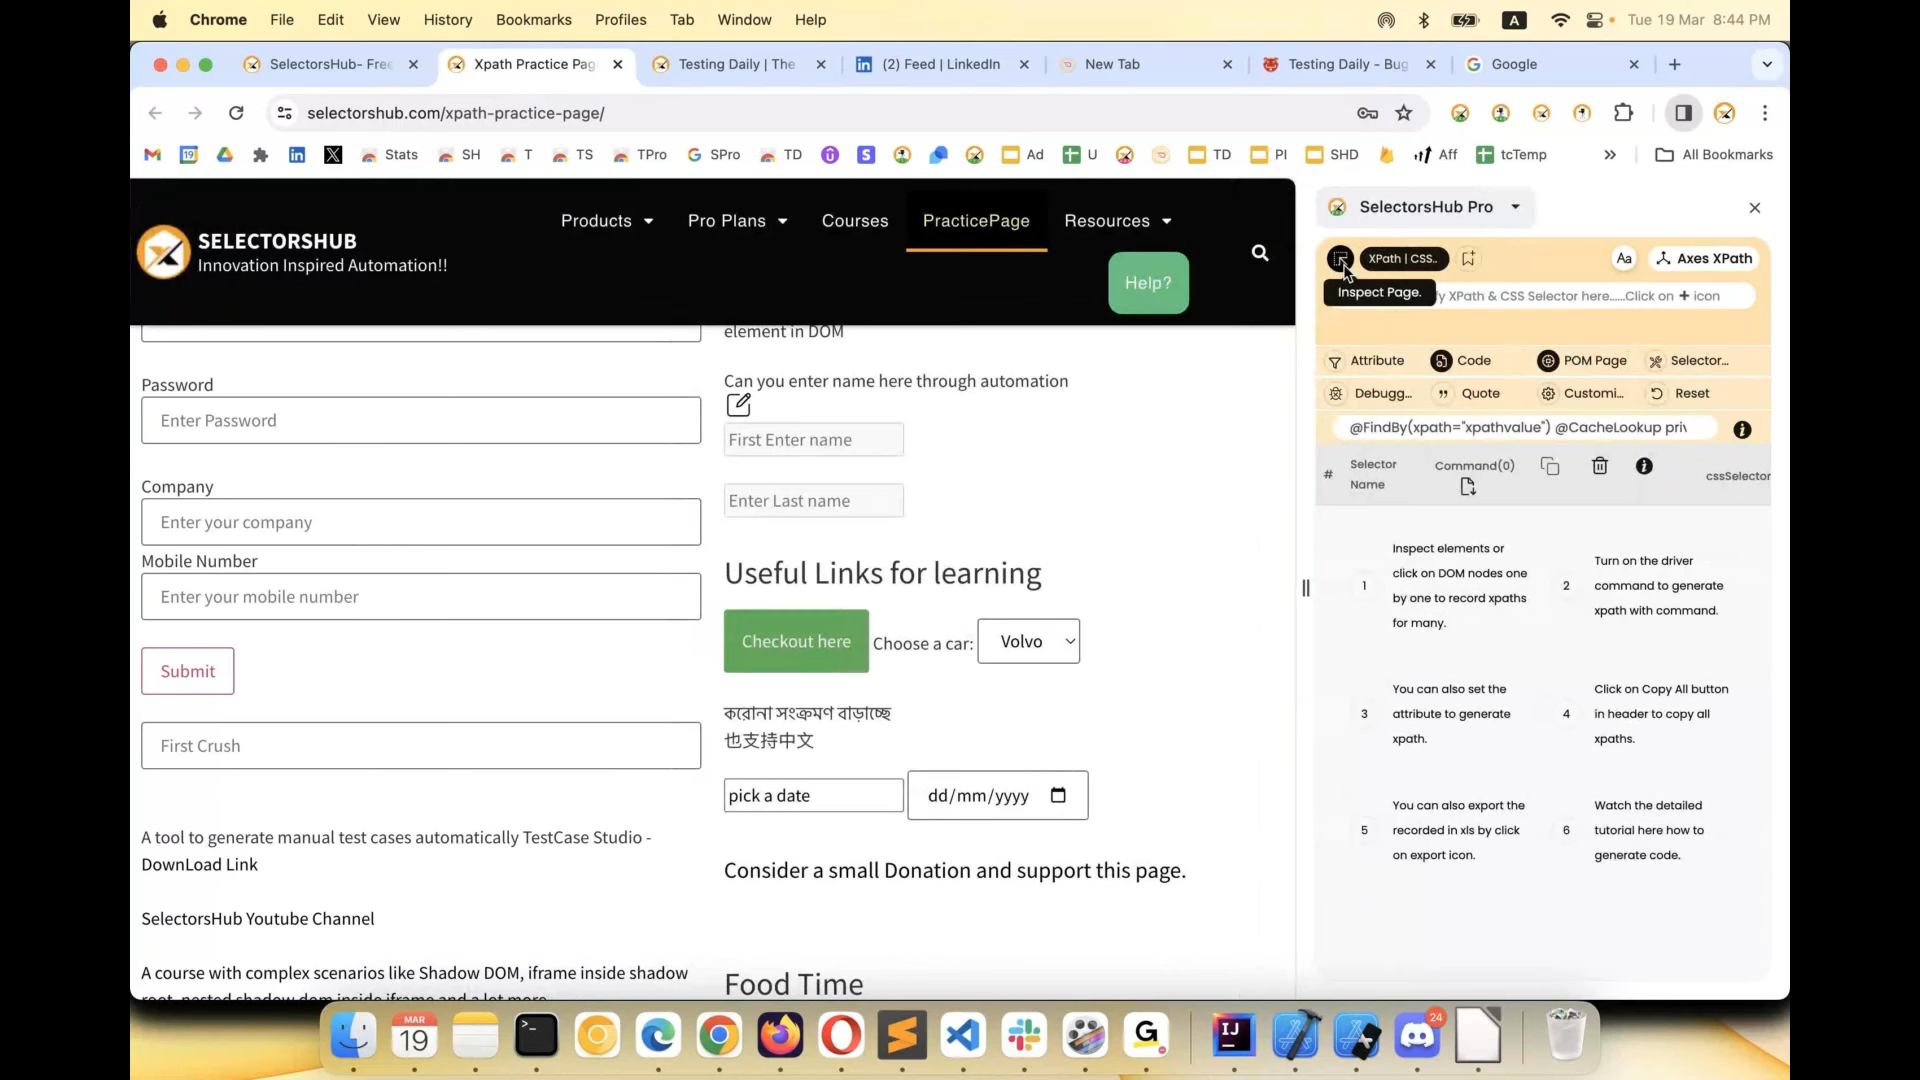 Chrome File Edit View History Bookmarks Profiles Tab Window Help A Tue 19 Mar 8:44 PM
SelectorsHub- Free Xpath Practice Pag Testing Daily | The (2) Feed | LinkedIn New Tab Testing Daily - Bug Google
selectorshub.com/xpath-practice-page/
Stats SH T TS TPro SPro TD Ad U TD PI SHD Aff tcTemp All Bookmarks
SELECTORSHUB
Innovation Inspired Automation!!
Products Pro Plans Courses PracticePage Resources
Help?
Password
Enter Password
Company
Enter your company
Mobile Number
Enter your mobile number
Submit
First Crush
A tool to generate manual test cases automatically TestCase Studio -
DownLoad Link
SelectorsHub Youtube Channel
A course with complex scenarios like Shadow DOM, iframe inside shadow
root, nested shadow dom inside iframe and a lot more
element in DOM
Can you enter name here through automation
First Enter name
Enter Last name
Useful Links for learning
Checkout here Choose a car: Volvo
করোনা সংক্রমণ বাড়াচ্ছে
也支持中文
pick a date dd/mm/yyyy
Consider a small Donation and support this page.
Food Time
SelectorsHub Pro
XPath | CSS.. Aa Axes XPath
Inspect Page. fy XPath & CSS Selector here......Click on + icon
Attribute Code POM Page Selector...
Debugg... Quote Customi... Reset
@FindBy(xpath="xpathvalue") @CacheLookup priv
# Selector Name Command(0) cssSelector
1 Inspect elements or
click on DOM nodes one
by one to record xpaths
for many.
2 Turn on the driver
command to generate
xpath with command.
3 You can also set the
attribute to generate
xpath.
4 Click on Copy All button
in header to copy all
xpaths.
5 You can also export the
recorded in xls by click
on export icon.
6 Watch the detailed
tutorial here how to
generate code.
MAR
19
IJ
24